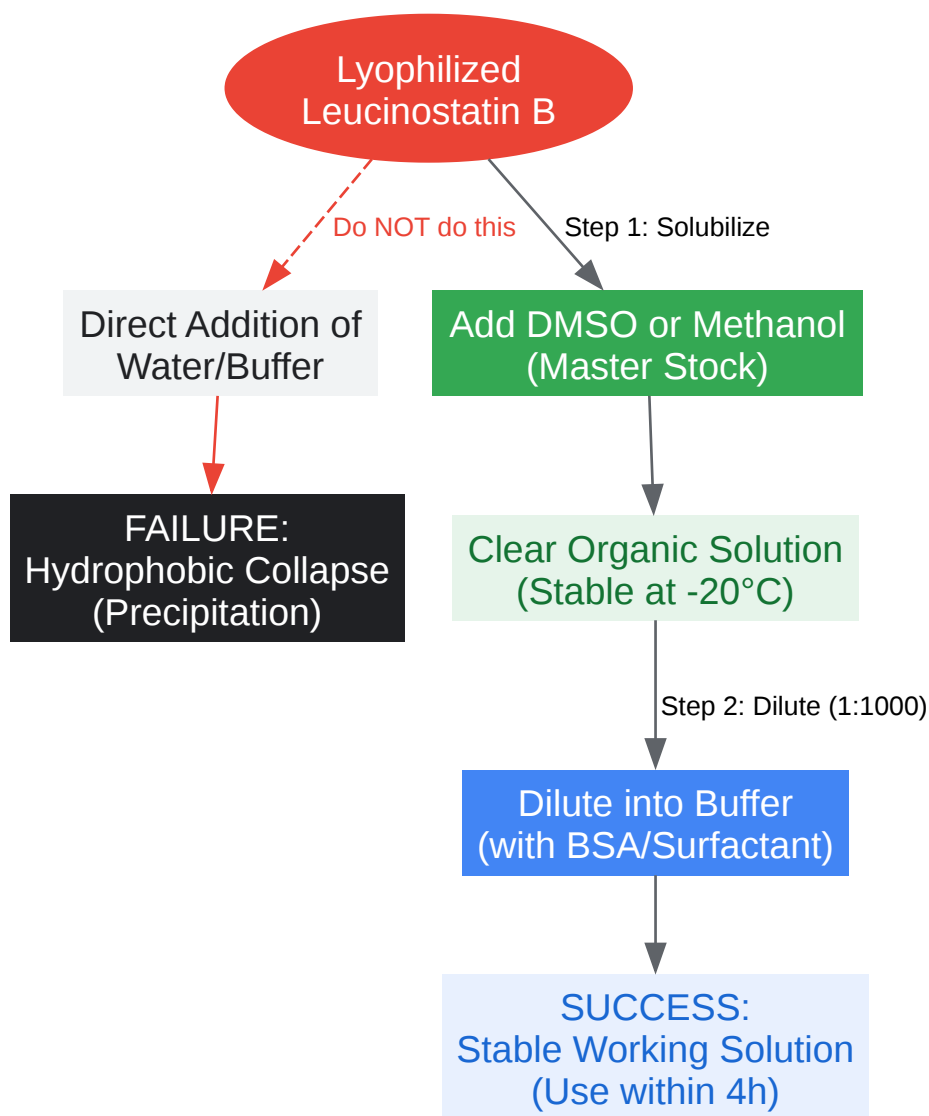 Lyophilized
Leucinostatin B
Do NOT do this
Step 1: Solubilize
Direct Addition of
Water/Buffer
Add DMSO or Methanol
(Master Stock)
FAILURE:
Hydrophobic Collapse
(Precipitation)
Clear Organic Solution
(Stable at -20°C)
Step 2: Dilute (1:1000)
Dilute into Buffer
(with BSA/Surfactant)
SUCCESS:
Stable Working Solution
(Use within 4h)